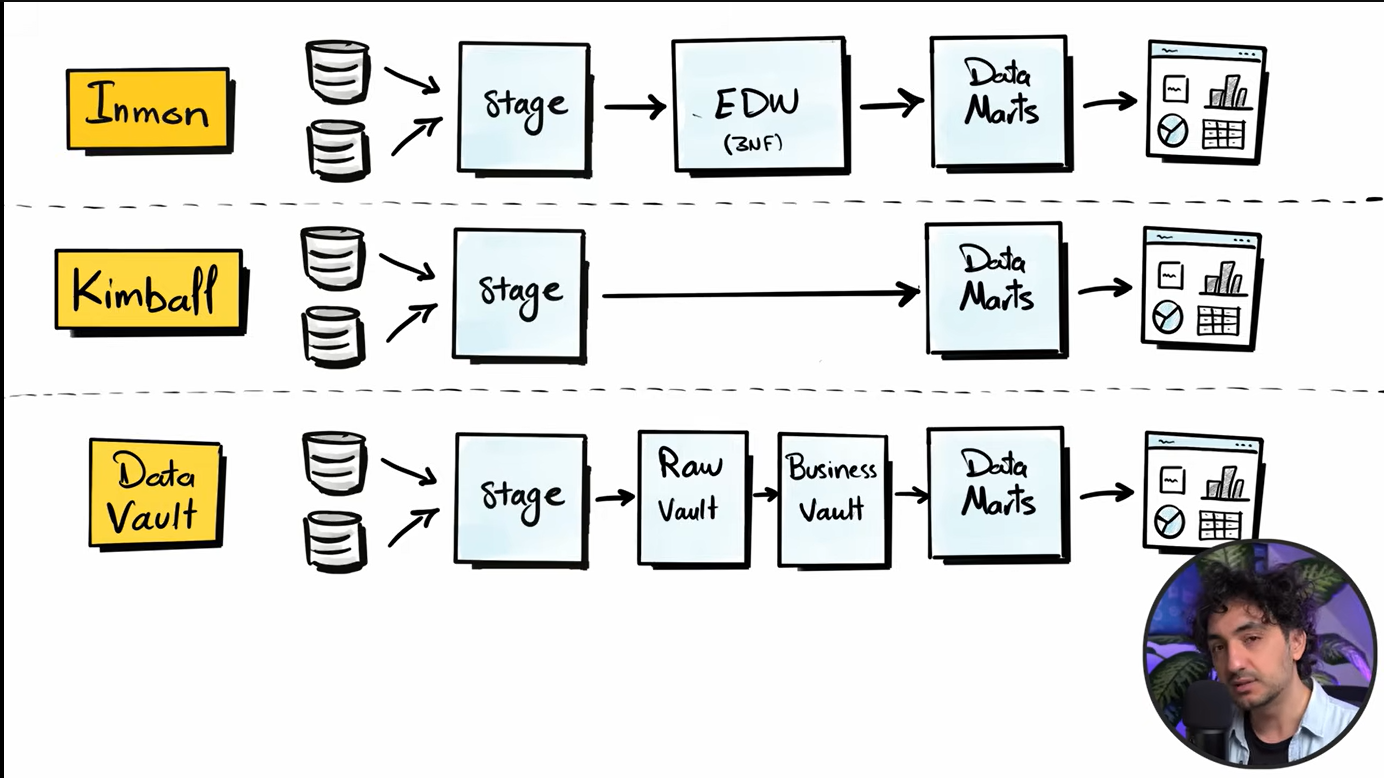 Inmon
Stage
EDW
(3NF)
Data
Marts
Kimball
Stage
Data
Marts
Data
Vault
Stage
Raw
Vault
Business
Vault
Data
Marts